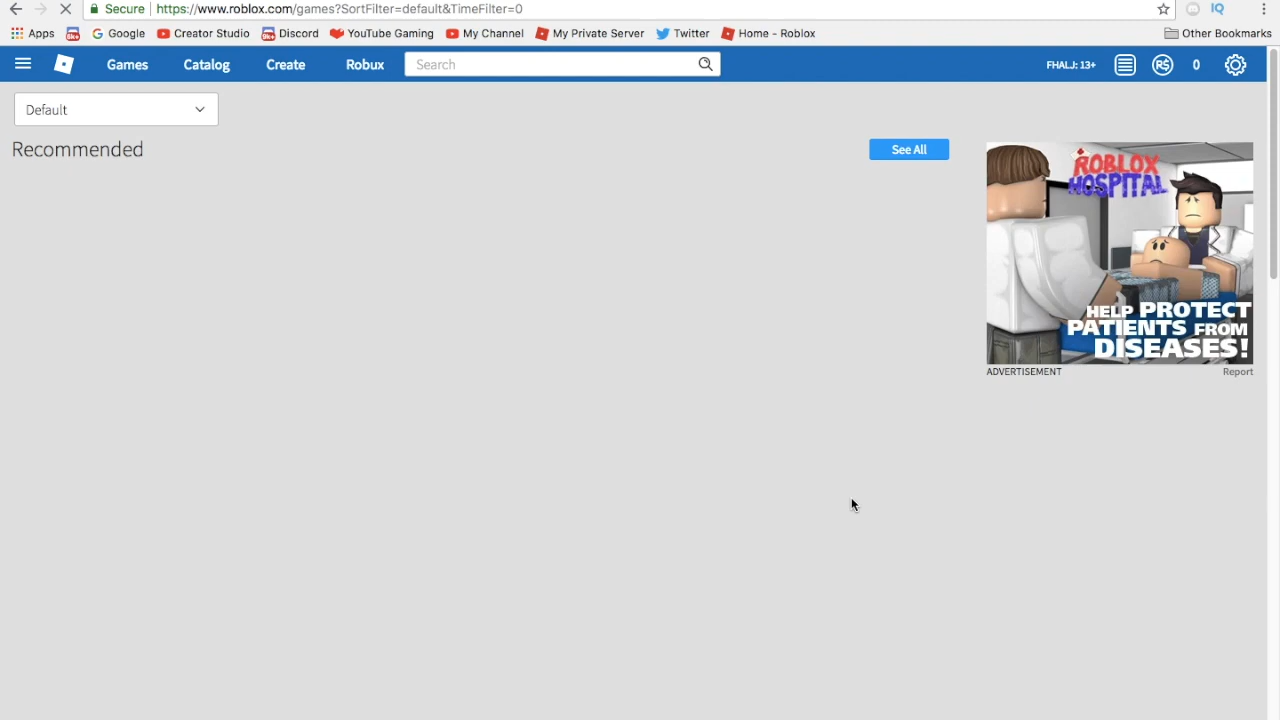 Secure https://www.roblox.com/games?SortFilter=default&TimeFilter=0
Apps 9k+ Google Creator Studio 9k+ Discord YouTube Gaming My Channel My Private Server Twitter Home - Roblox Other Bookmarks
Games Catalog Create Robux Search FHALJ: 13+ R$ 0
Default
Recommended See All
ROBLOX
HOSPITAL
HELP PROTECT
PATIENTS FROM
DISEASES!
ADVERTISEMENT Report